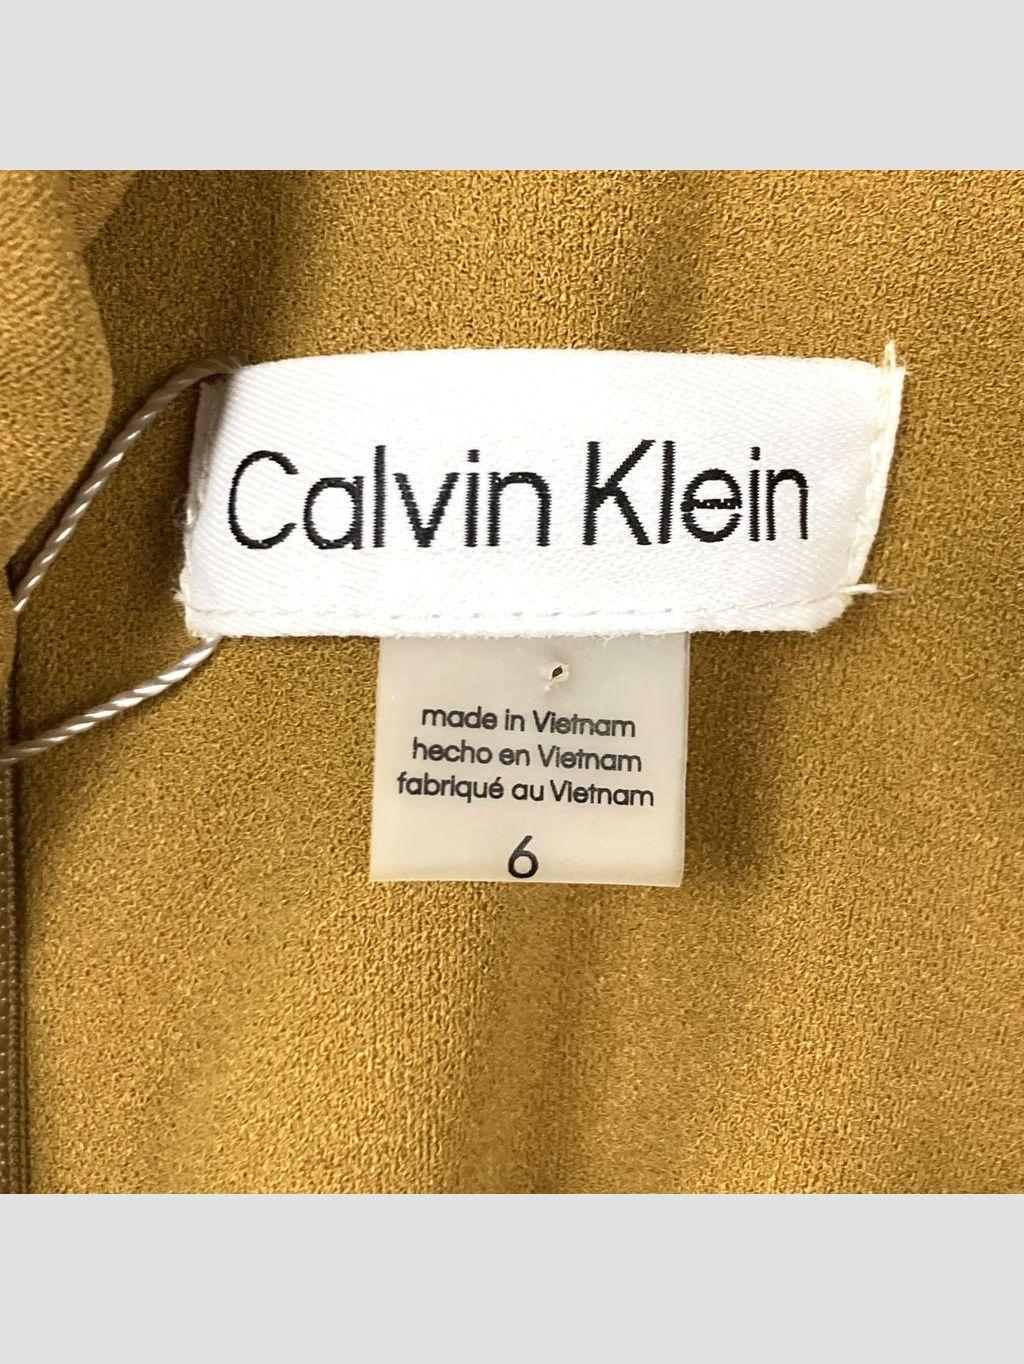 Calvin Klein
made in Vietnam
hecho en Vietnam
fabriqué au Vietnam
6